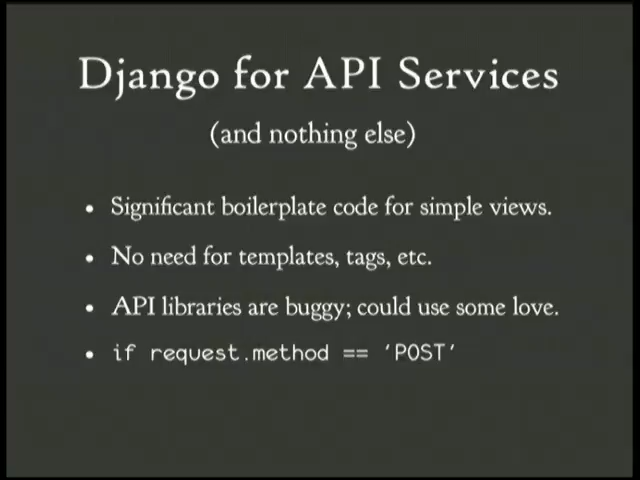 Django for API Services
(and nothing else)
• Significant boilerplate code for simple views.
• No need for templates, tags, etc.
• API libraries are buggy; could use some love.
• if request.method == ‘POST’